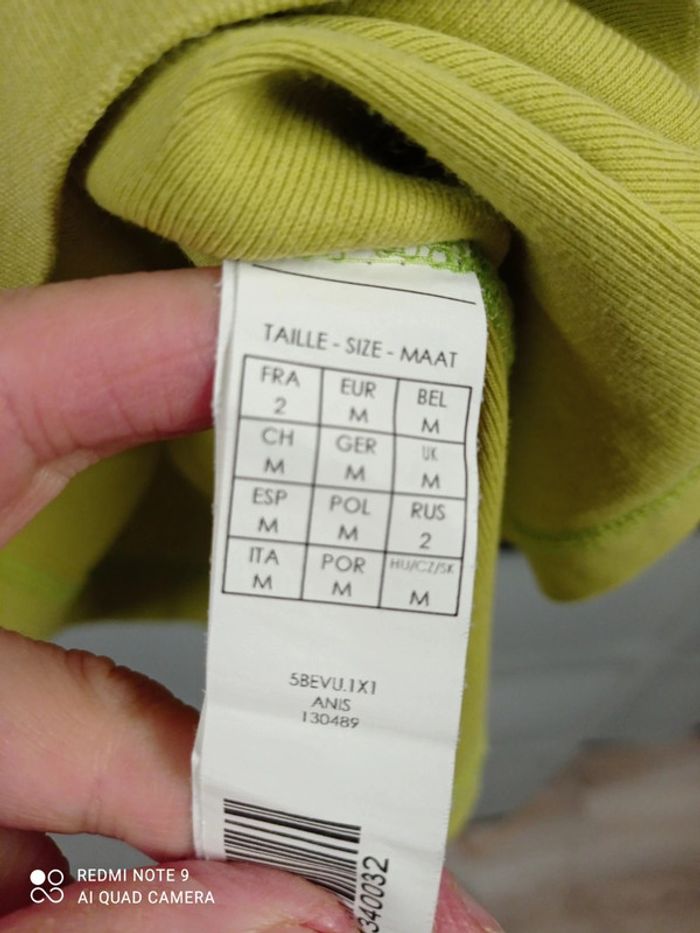 TAILLE - SIZE - MAAT
FRA EUR BEL
2 M M
CH GER UK
M M M
ESP POL RUS
M M 2
ITA POR HU/CZ/SK
M M M
5BEVU.1X1
ANIS
130489
340032
REDMI NOTE 9
AI QUAD CAMERA